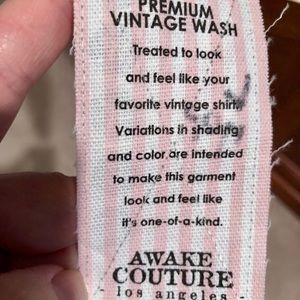 PREMIUM
VINTAGE WASH
Treated to look
and feel like your
favorite vintage shirt.
Variations in shading
and color are intended
to make this garment
look and feel like
it's one-of-a-kind.
AWAKE
COUTURE
- los angeles -